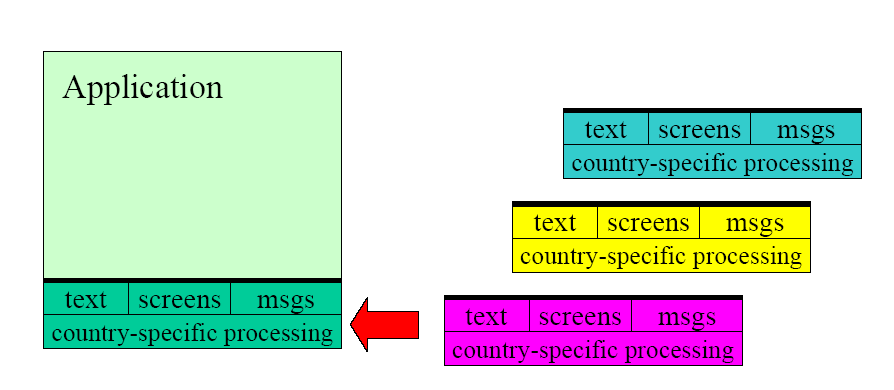 Application
text screens msgs
country-specific processing
text screens msgs
country-specific processing
text screens msgs
country-specific processing
text screens msgs
country-specific processing